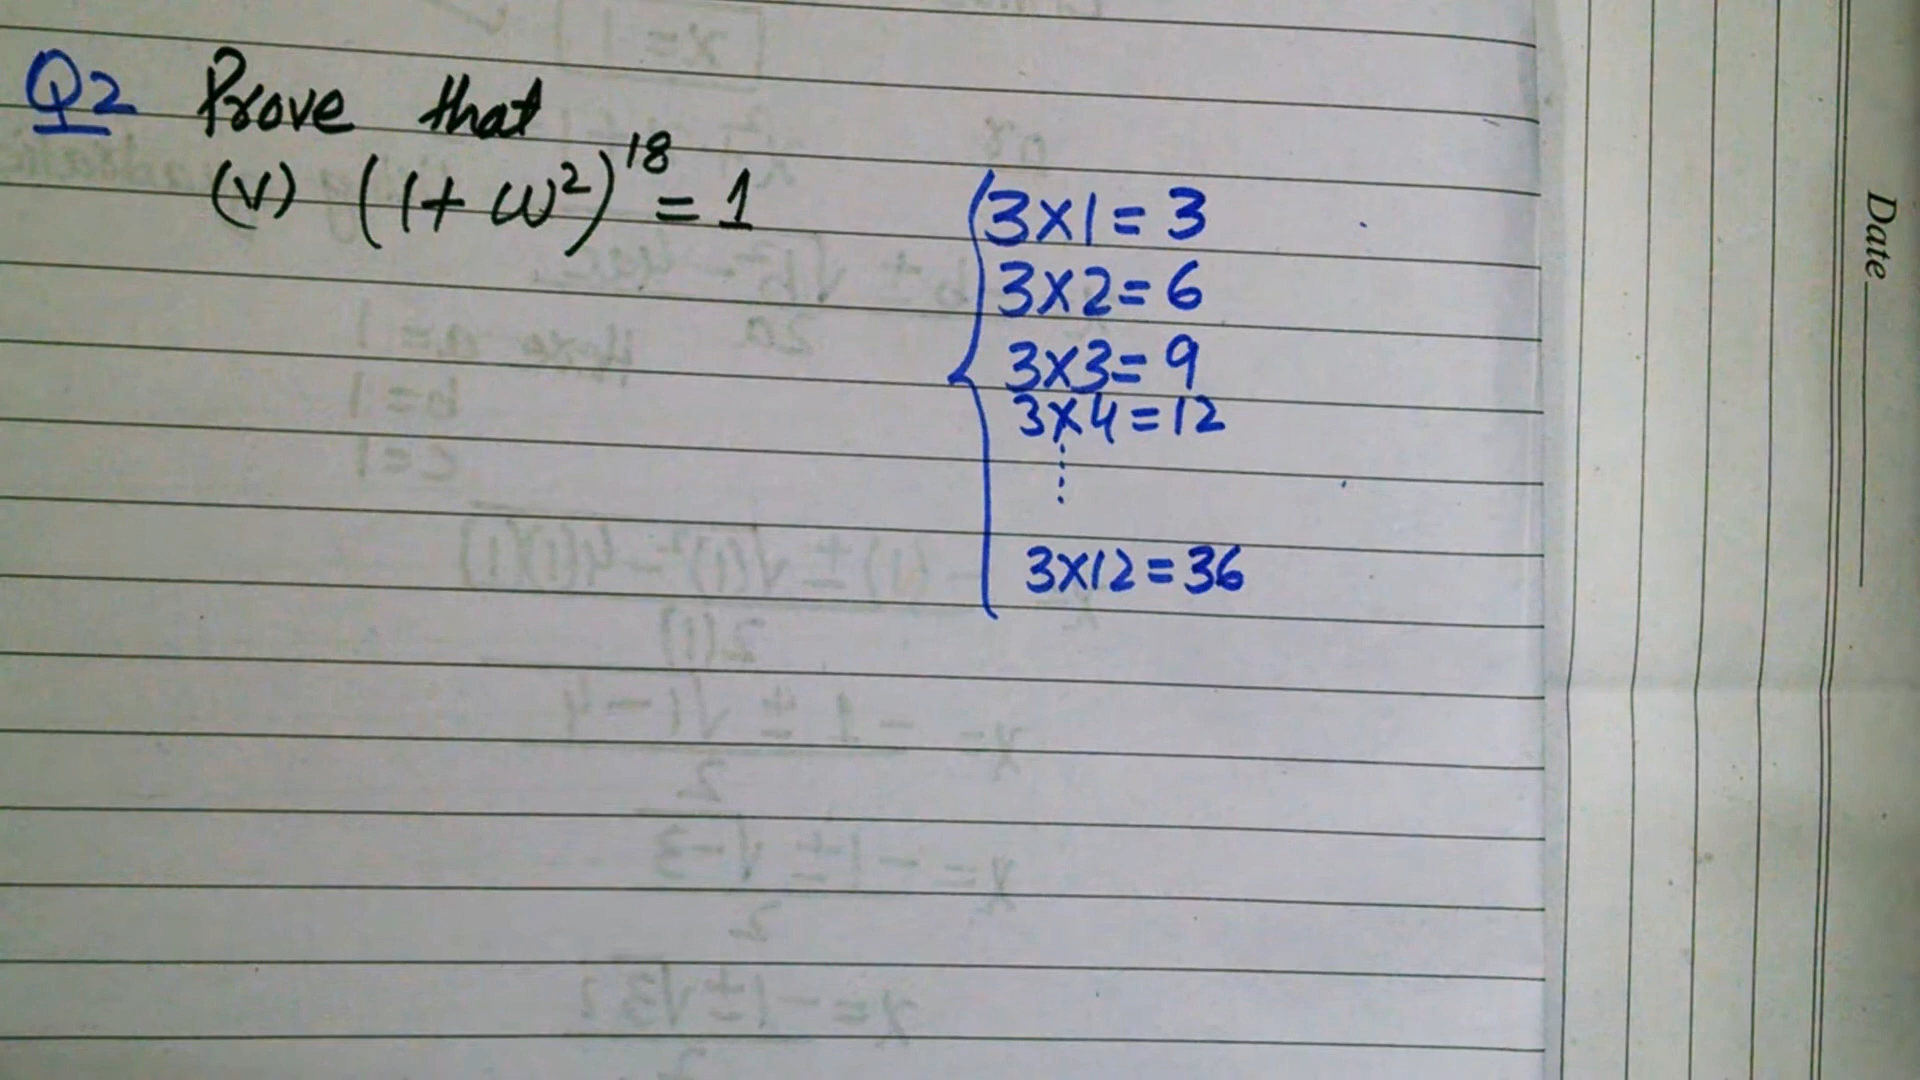 Q2 Prove that
(v) (1+ω²)¹⁸ = 1
3×1=3
3×2=6
3×3=9
3×4=12
⋮
3×12=36
Date